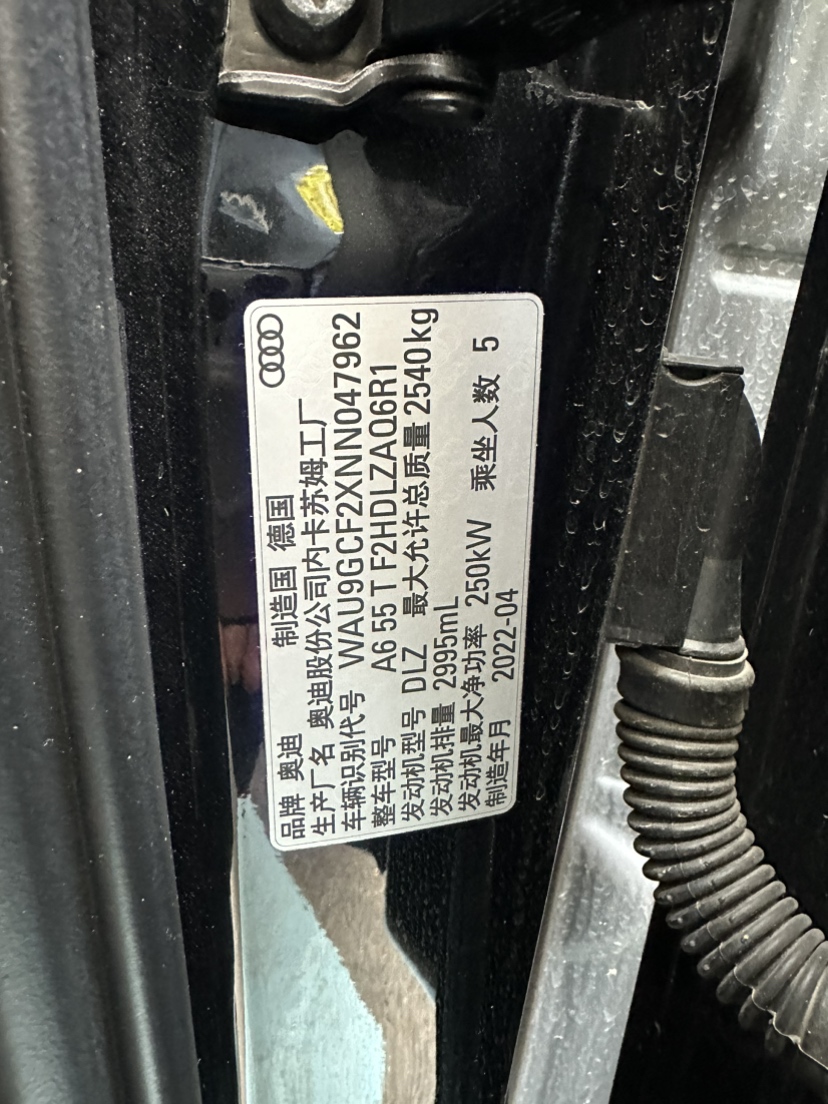 品牌 奥迪 制造国 德国
生产厂名 奥迪股份公司内卡苏姆工厂
车辆识别代号 WAU9GCF2XNN047962
整车型号 A6 55 T F2HDLZAQ6R1
发动机型号 DLZ 最大允许总质量 2540kg
发动机排量 2995mL
发动机最大净功率 250kW 乘坐人数 5
制造年月 2022-04